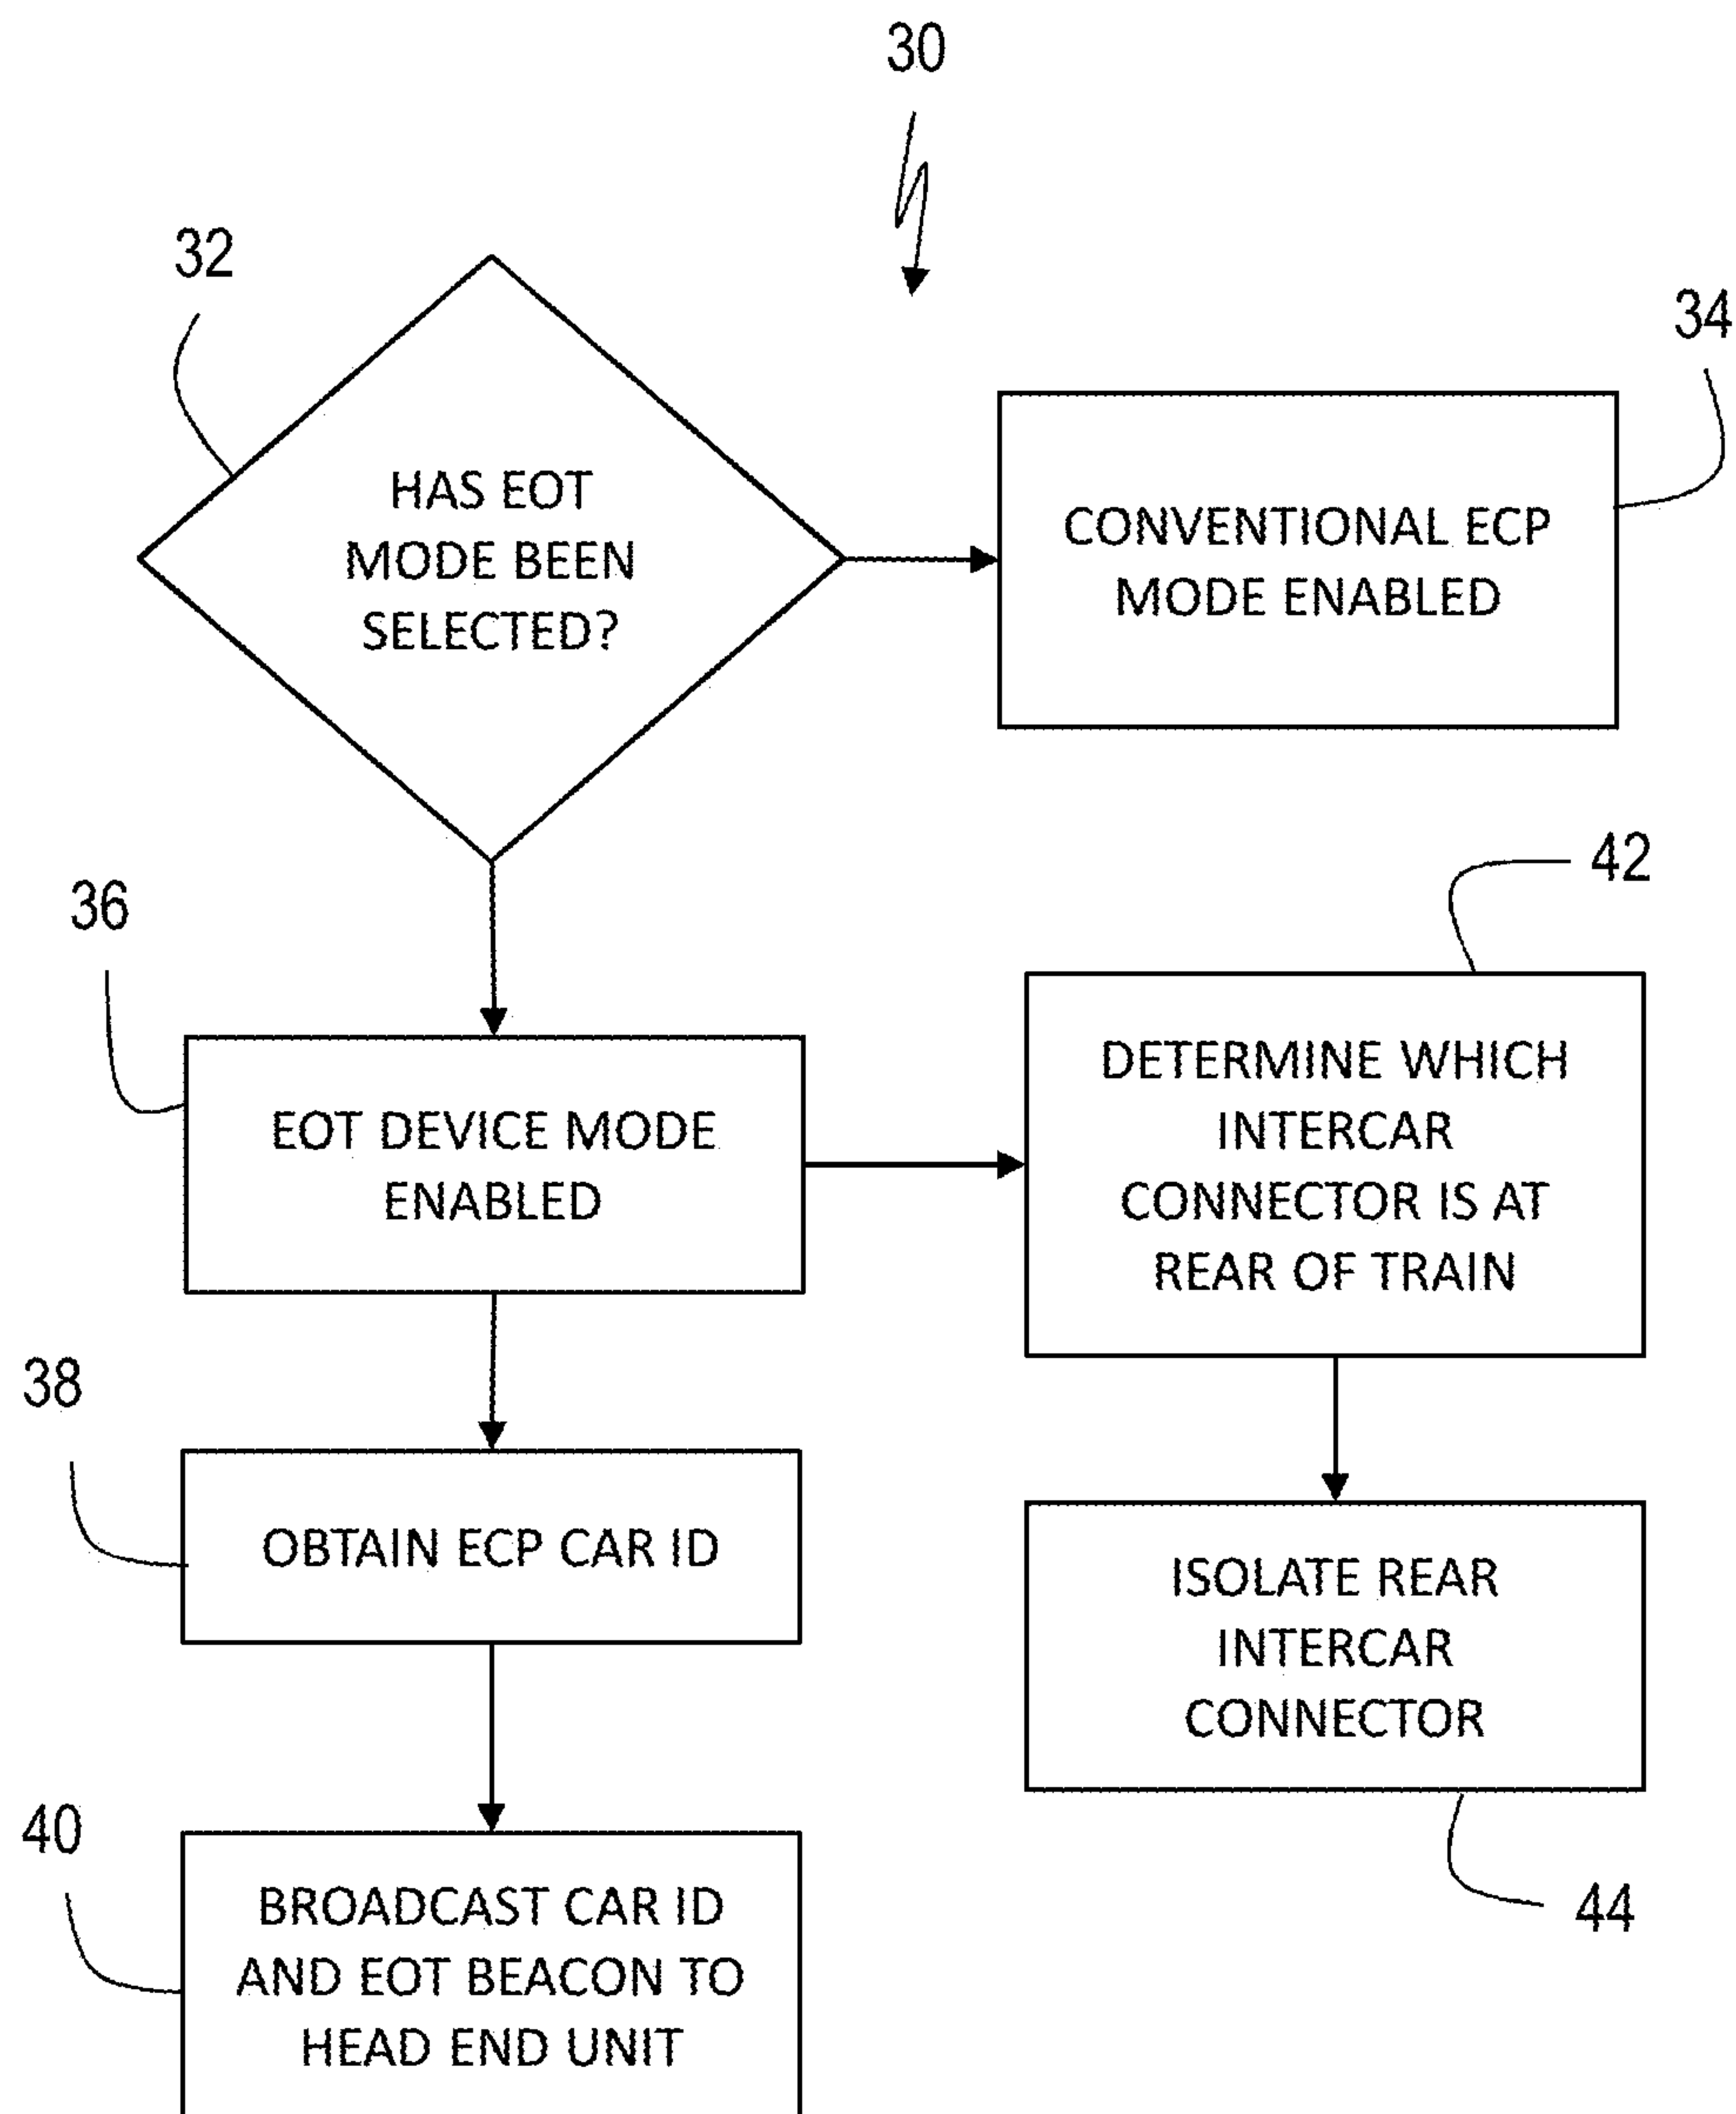 30
32
HAS EOT
MODE BEEN
SELECTED?
34
CONVENTIONAL ECP
MODE ENABLED
36
EOT DEVICE MODE
ENABLED
42
DETERMINE WHICH
INTERCAR
CONNECTOR IS AT
REAR OF TRAIN
38
OBTAIN ECP CAR ID
ISOLATE REAR
INTERCAR
CONNECTOR
44
40
BROADCAST CAR ID
AND EOT BEACON TO
HEAD END UNIT